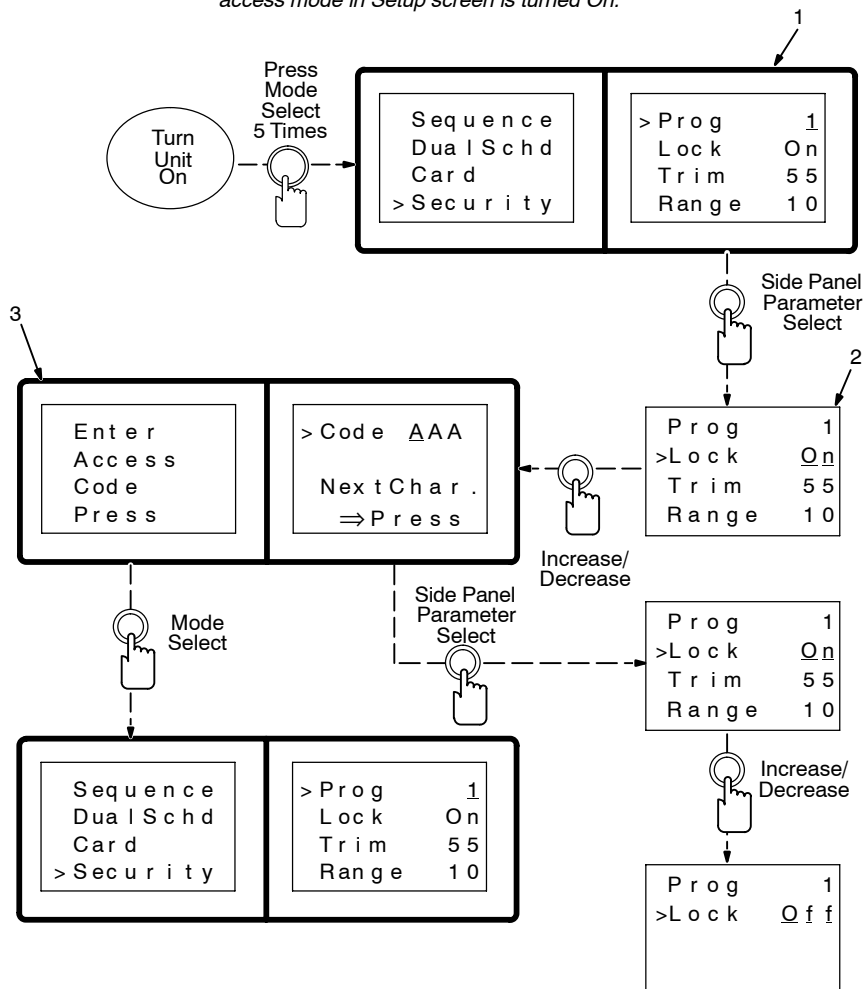 access mode in Setup screen is turned On.
1
Press
Mode
Select
5 Times
Turn
Unit
On
Sequence
DualSchd
Card
>Security
>Prog 1
Lock On
Trim 55
Range 10
Side Panel
Parameter
Select
3
2
Enter
Access
Code
Press
>Code AAA
NextChar.
⇒Press
Increase/
Decrease
Prog 1
>Lock On
Trim 55
Range 10
Mode
Select
Side Panel
Parameter
Select
Prog 1
>Lock On
Trim 55
Range 10
Increase/
Decrease
Sequence
DualSchd
Card
>Security
>Prog 1
Lock On
Trim 55
Range 10
Prog 1
>Lock Off